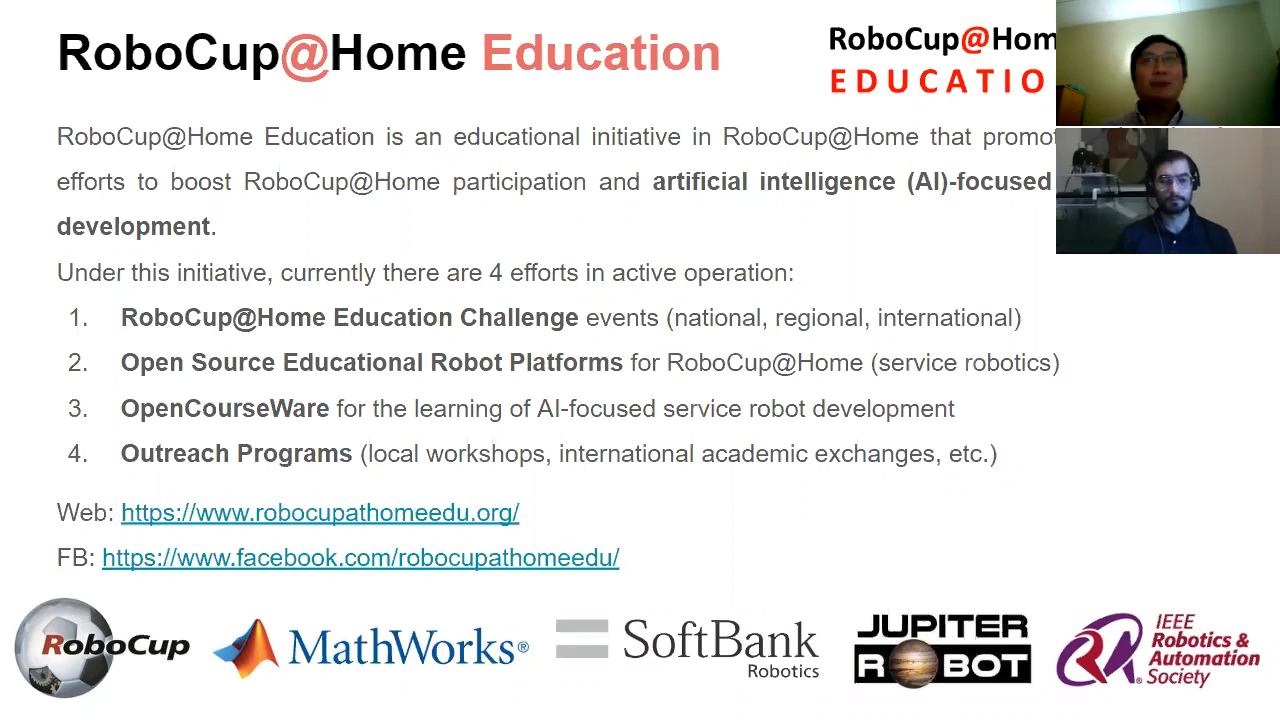 RoboCup@Home Education
RoboCup@Hom
EDUCATIO
RoboCup@Home Education is an educational initiative in RoboCup@Home that promot
efforts to boost RoboCup@Home participation and artificial intelligence (AI)-focused
development.
Under this initiative, currently there are 4 efforts in active operation:
1. RoboCup@Home Education Challenge events (national, regional, international)
2. Open Source Educational Robot Platforms for RoboCup@Home (service robotics)
3. OpenCourseWare for the learning of AI-focused service robot development
4. Outreach Programs (local workshops, international academic exchanges, etc.)
Web: https://www.robocupathomeedu.org/
FB: https://www.facebook.com/robocupathomeedu/
RoboCup
MathWorks®
SoftBank
Robotics
JUPITER
ROBOT
IEEE
Robotics &
Automation
Society